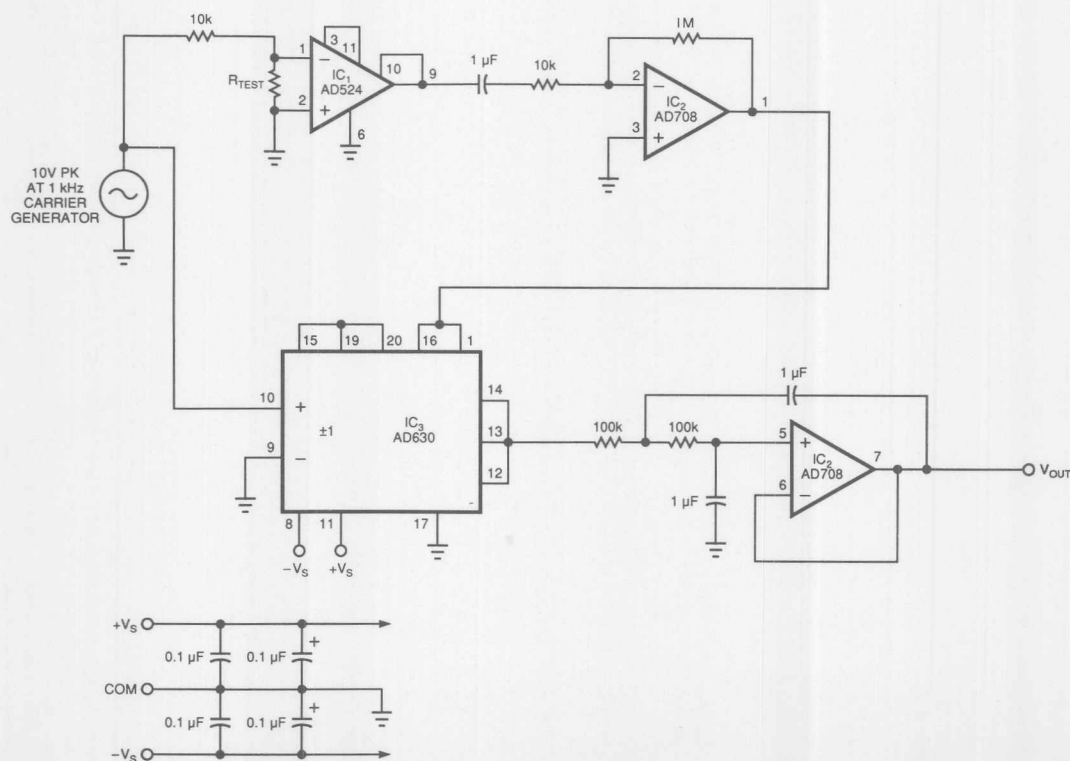 10k
1
3
11
R_TEST
IC₁
AD524
10
9
2
6
1 µF
10k
IM
2
IC₂
AD708
1
3
10V PK
AT 1 kHz
CARRIER
GENERATOR
15
19
20
16
1
10
+
±1
IC₃
AD630
9
−
14
13
12
8
11
17
−V_S
+V_S
100k
100k
1 µF
1 µF
5
IC₂
AD708
7
6
V_OUT
+V_S
0.1 µF
0.1 µF
+
COM
0.1 µF
0.1 µF
+
−V_S